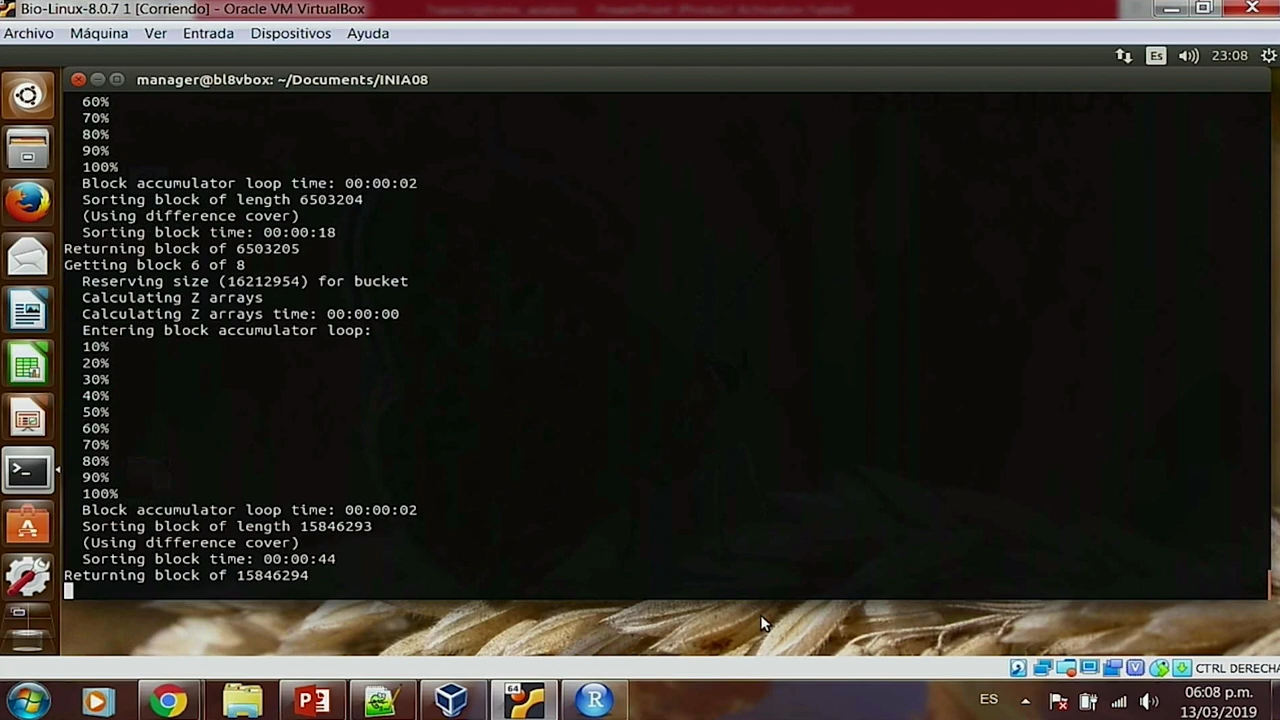 Bio-Linux-8.0.7 1 [Corriendo] - Oracle VM VirtualBox
Archivo Máquina Ver Entrada Dispositivos Ayuda
Es 23:08
manager@bl8vbox: ~/Documents/INIA08
60%
70%
80%
90%
100%
Block accumulator loop time: 00:00:02
Sorting block of length 6503204
(Using difference cover)
Sorting block time: 00:00:18
Returning block of 6503205
Getting block 6 of 8
Reserving size (16212954) for bucket
Calculating Z arrays
Calculating Z arrays time: 00:00:00
Entering block accumulator loop:
10%
20%
30%
40%
50%
60%
70%
80%
90%
100%
Block accumulator loop time: 00:00:02
Sorting block of length 15846293
(Using difference cover)
Sorting block time: 00:00:44
Returning block of 15846294
CTRL DERECHA
64
ES
06:08 p.m.
13/03/2019